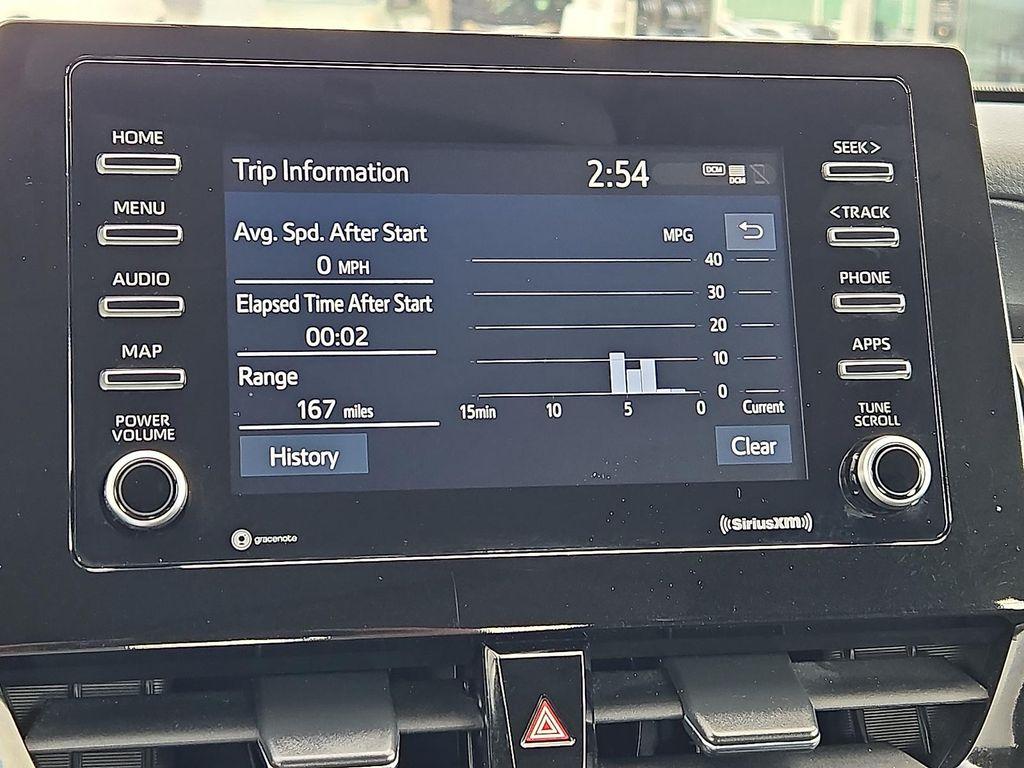 HOME
MENU
AUDIO
MAP
POWER
VOLUME
Trip Information
2:54
DCM
DCM
Avg. Spd. After Start
0 MPH
Elapsed Time After Start
00:02
Range
167 miles
History
MPG
40
30
20
10
0
15min 10 5 0 Current
Clear
SEEK >
< TRACK
PHONE
APPS
TUNE
SCROLL
gracenote
((SiriusXM))